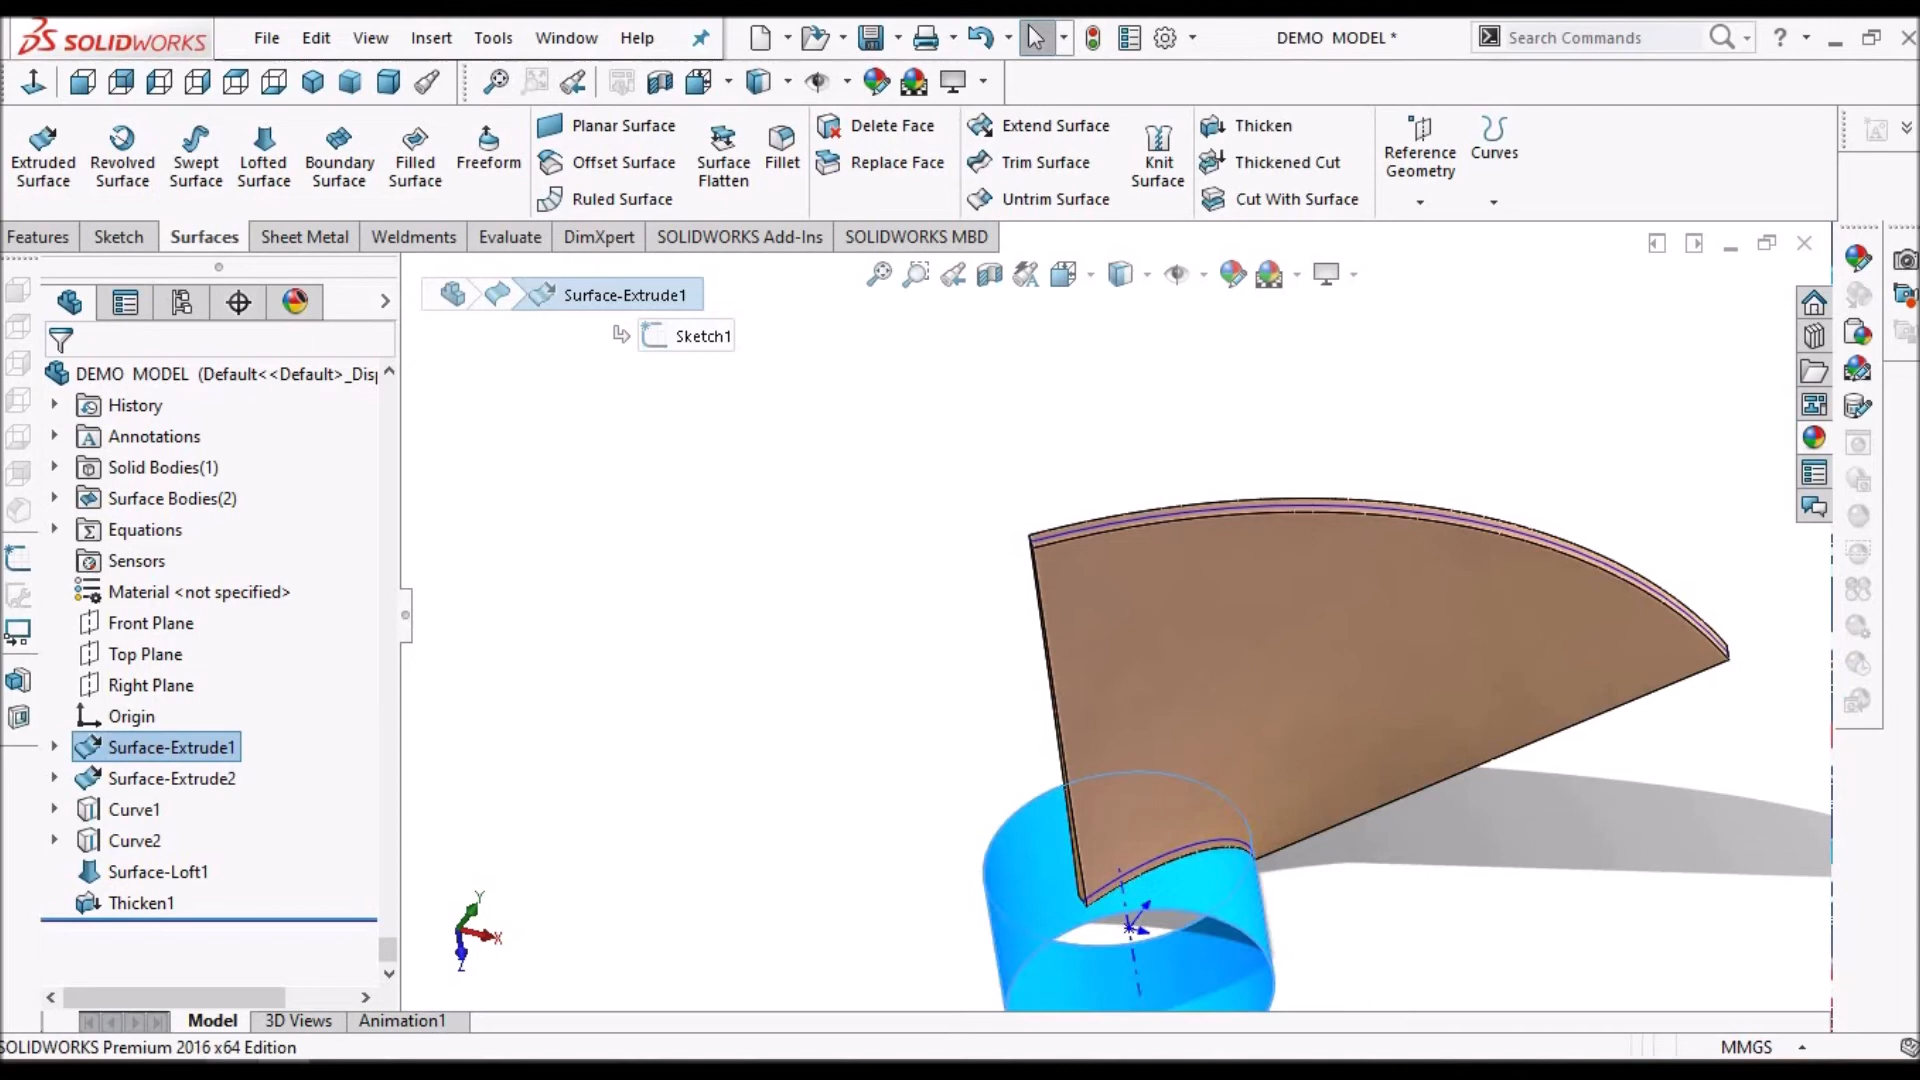 SOLIDWORKS File Edit View Insert Tools Window Help DEMO MODEL * Search Commands ?
Extruded Surface
Revolved Surface
Swept Surface
Lofted Surface
Boundary Surface
Filled Surface
Freeform
Planar Surface
Offset Surface
Ruled Surface
Surface Flatten
Fillet
Delete Face
Replace Face
Extend Surface
Trim Surface
Untrim Surface
Knit Surface
Thicken
Thickened Cut
Cut With Surface
Reference Geometry
Curves
Features Sketch Surfaces Sheet Metal Weldments Evaluate DimXpert SOLIDWORKS Add-Ins SOLIDWORKS MBD
Surface-Extrude1
Sketch1
DEMO MODEL (Default<<Default>_Disp
History
Annotations
Solid Bodies(1)
Surface Bodies(2)
Equations
Sensors
Material <not specified>
Front Plane
Top Plane
Right Plane
Origin
Surface-Extrude1
Surface-Extrude2
Curve1
Curve2
Surface-Loft1
Thicken1
Y
X
Z
Model 3D Views Animation1
SOLIDWORKS Premium 2016 x64 Edition MMGS